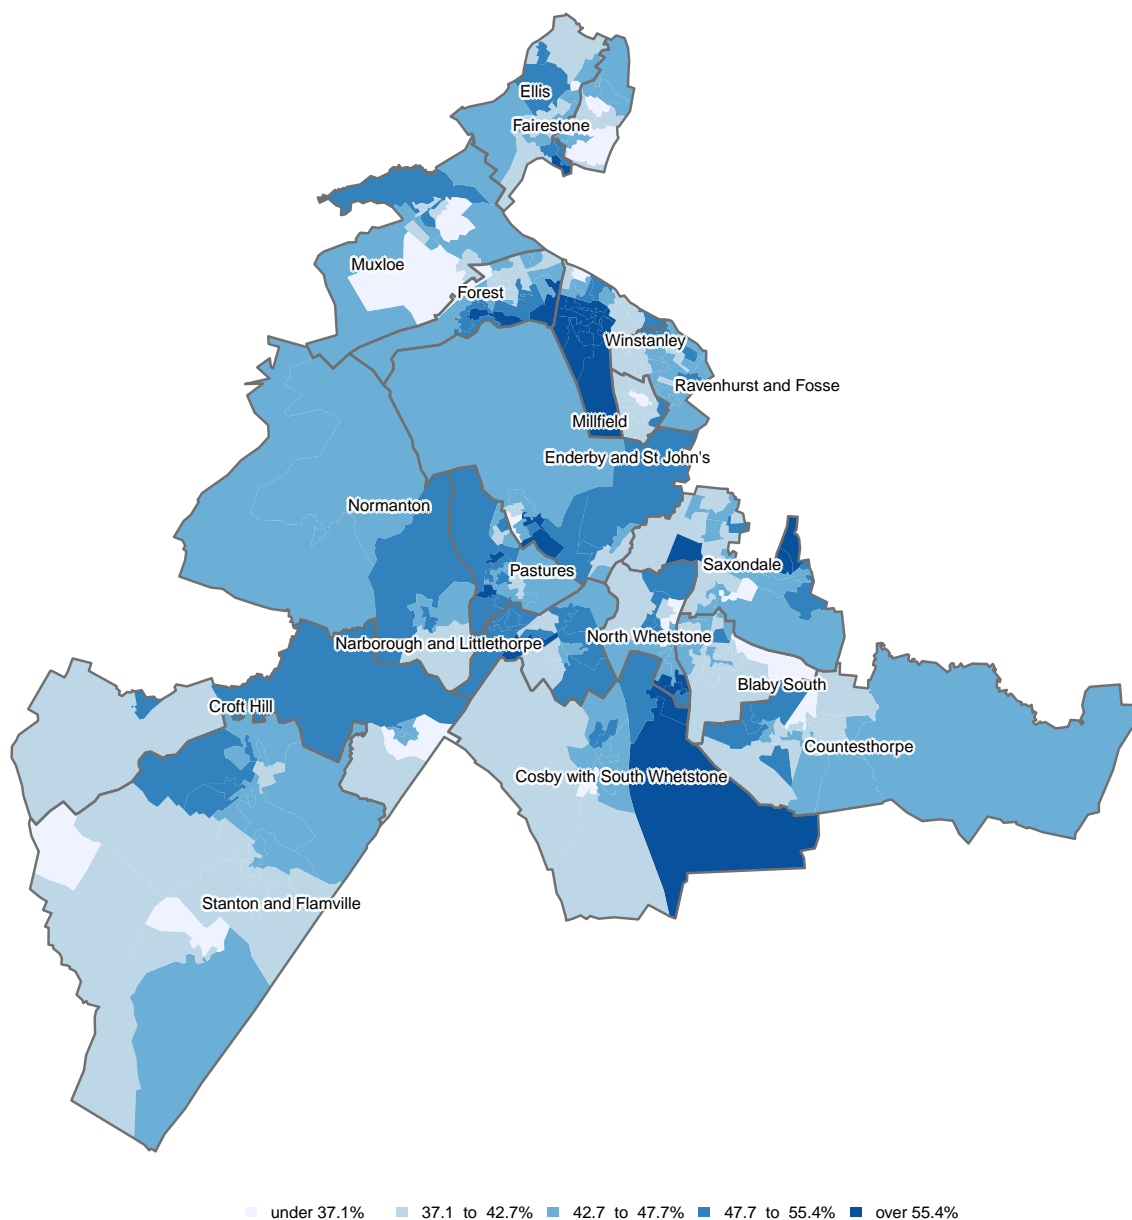 Ellis
Fairestone
Muxloe
Forest
Winstanley
Ravenhurst and Fosse
Millfield
Enderby and St John's
Normanton
Saxondale
Pastures
North Whetstone
Narborough and Littlethorpe
Blaby South
Croft Hill
Countesthorpe
Cosby with South Whetstone
Stanton and Flamville
under 37.1% 37.1 to 42.7% 42.7 to 47.7% 47.7 to 55.4% over 55.4%